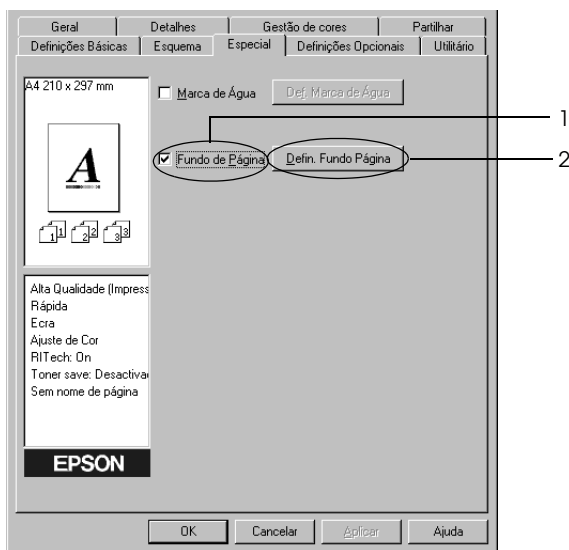 Geral Detalhes Gestão de cores Partilhar
Definições Básicas Esquema Especial Definições Opcionais Utilitário
A4 210 x 297 mm
Marca de Água Def. Marca de Água
1
Fundo de Página Defin. Fundo Página 2
A
1 1 2 2 3 3
Alta Qualidade (Impress
Rápida
Ecra
Ajuste de Cor
RITech: On
Toner save: Desactiva
Sem nome de página
EPSON
OK Cancelar Aplicar Ajuda